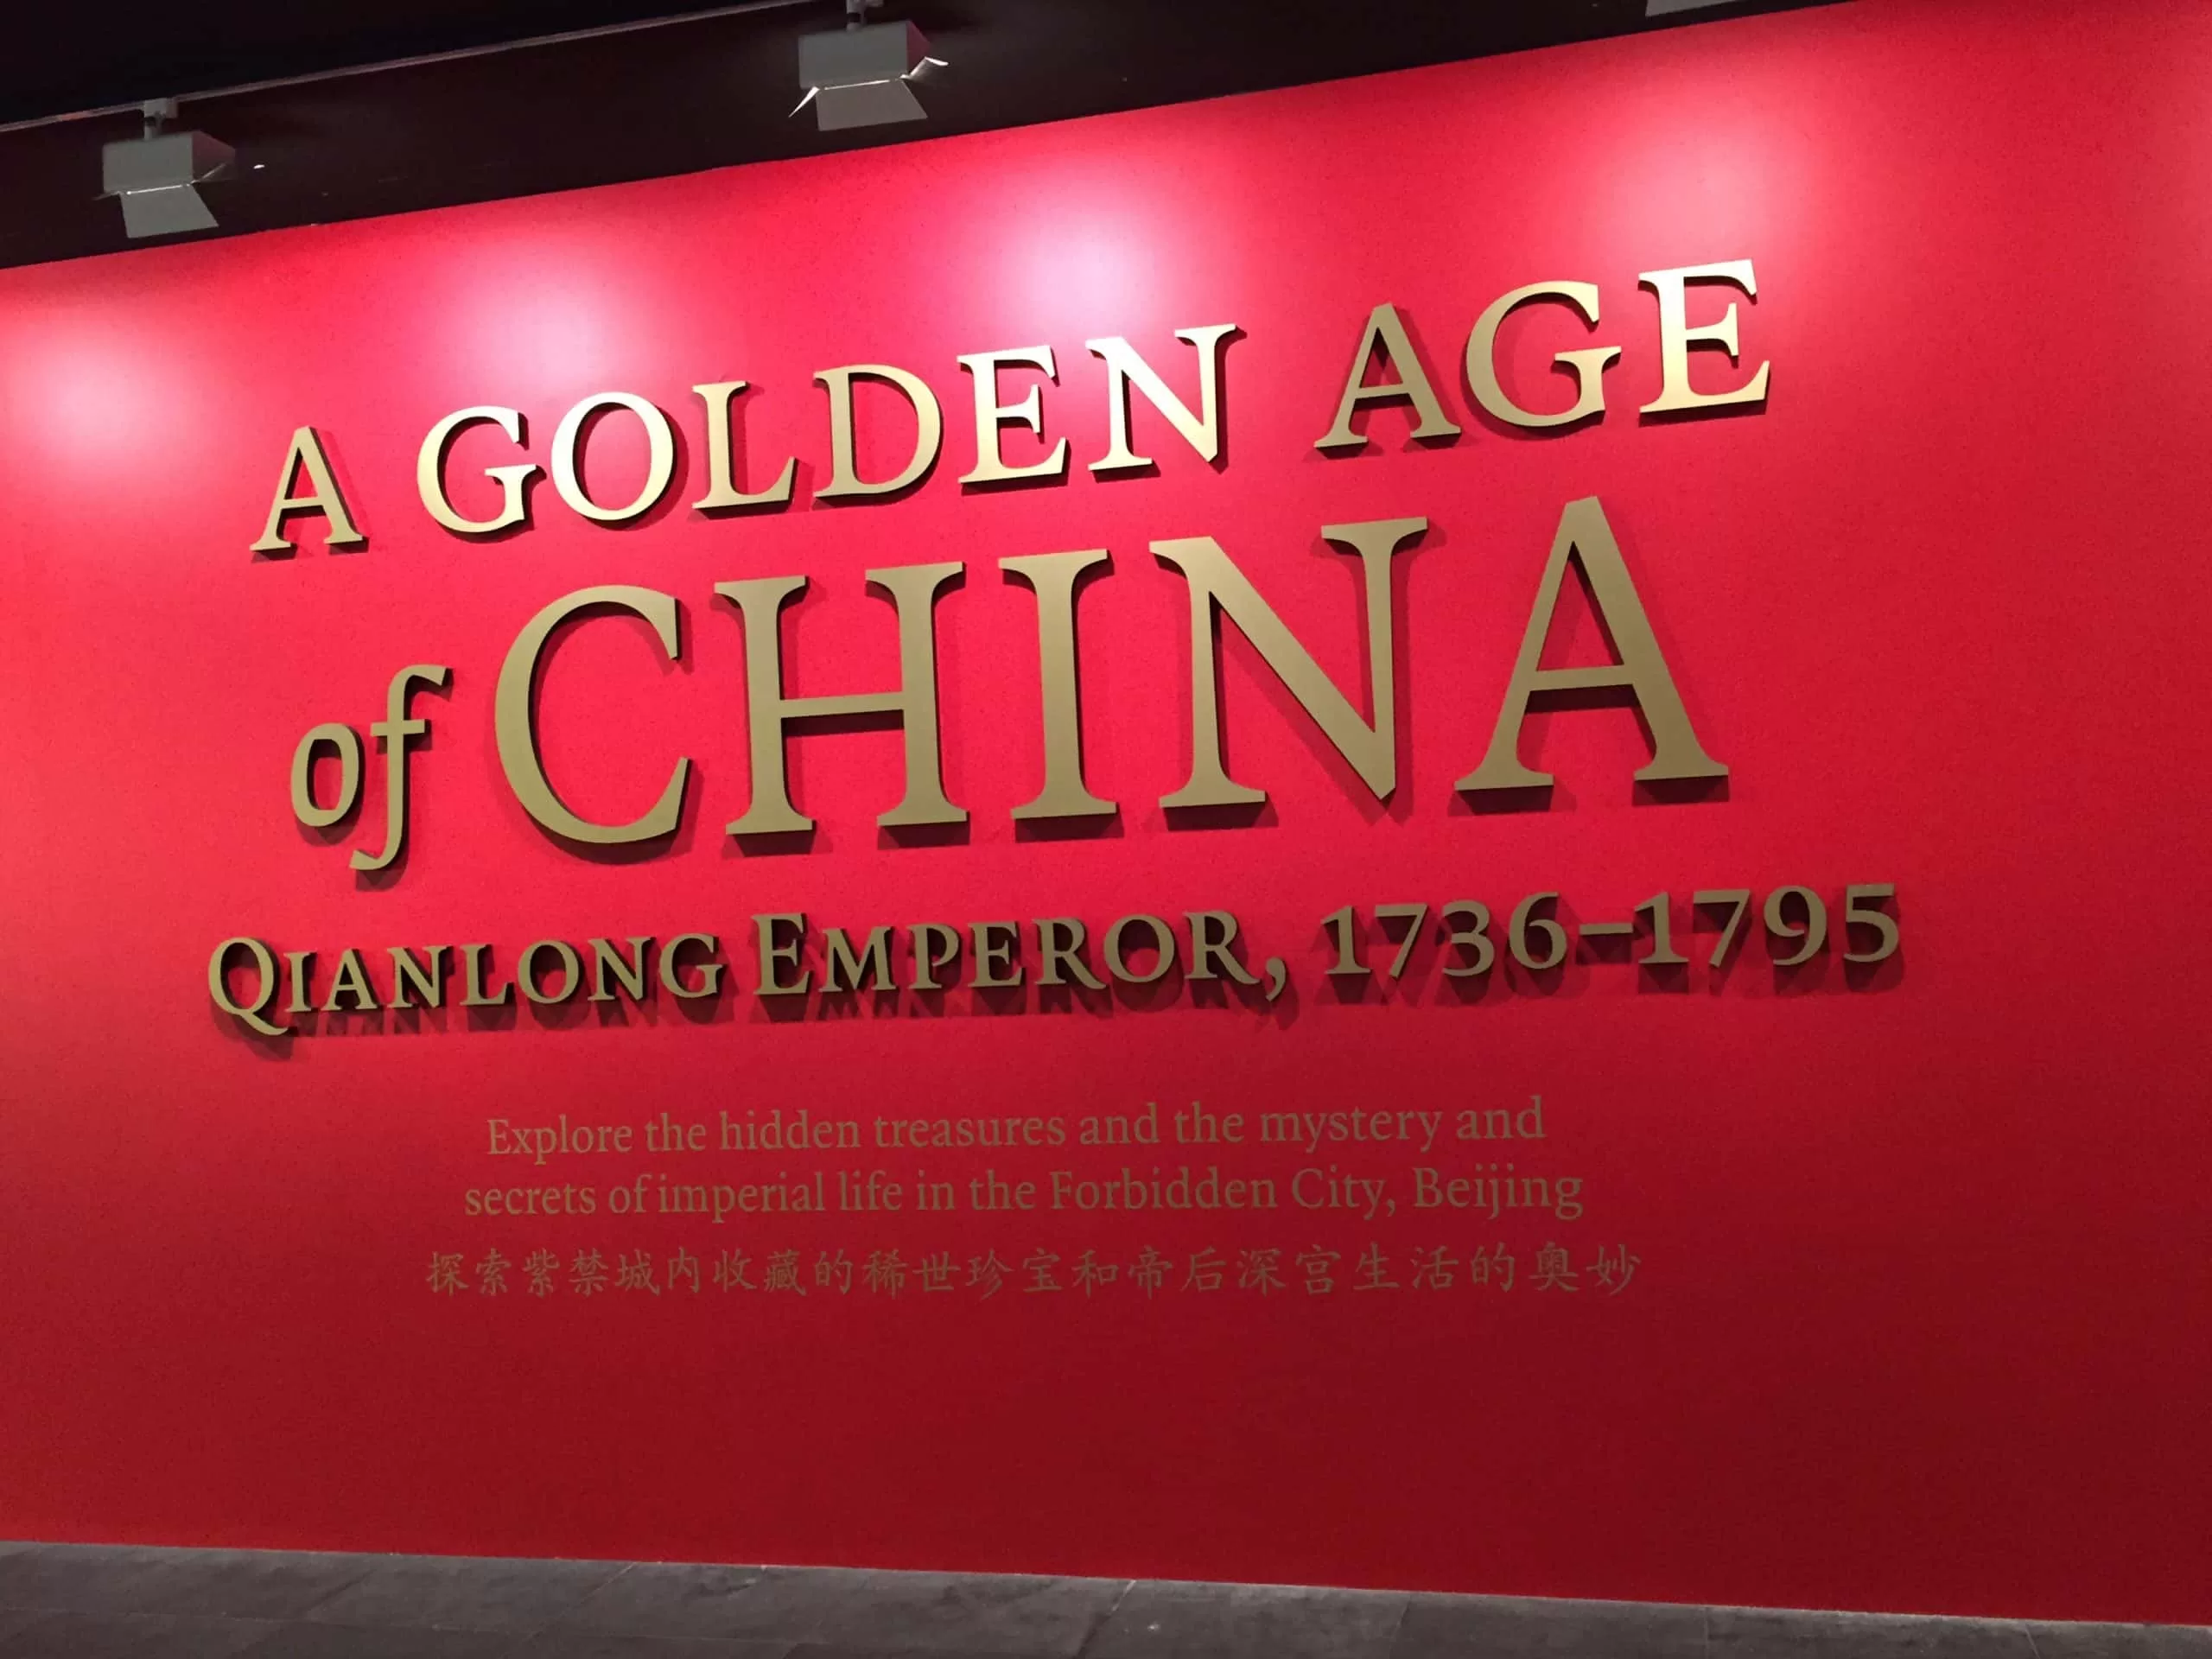 A GOLDEN AGE
of CHINA
QIANLONG EMPEROR, 1736–1795
Explore the hidden treasures and the mystery and
secrets of imperial life in the Forbidden City, Beijing
探索紫禁城内收藏的稀世珍宝和帝后深宫生活的奥妙